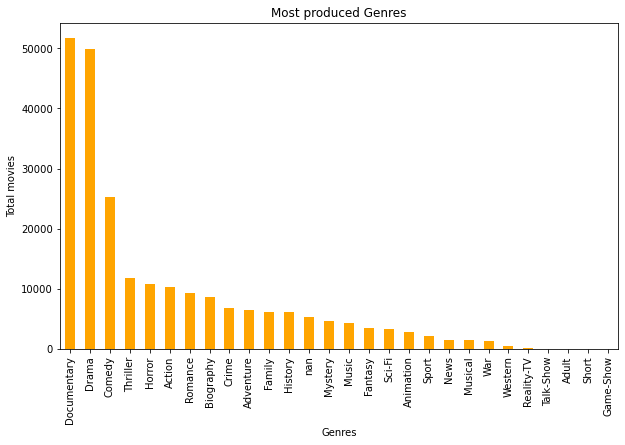 Most produced Genres
Total movies
50000
40000
30000
20000
10000
0
Documentary
Drama
Comedy
Thriller
Horror
Action
Romance
Biography
Crime
Adventure
Family
History
nan
Mystery
Music
Fantasy
Sci-Fi
Animation
Sport
News
Musical
War
Western
Reality-TV
Talk-Show
Adult
Short
Game-Show
Genres